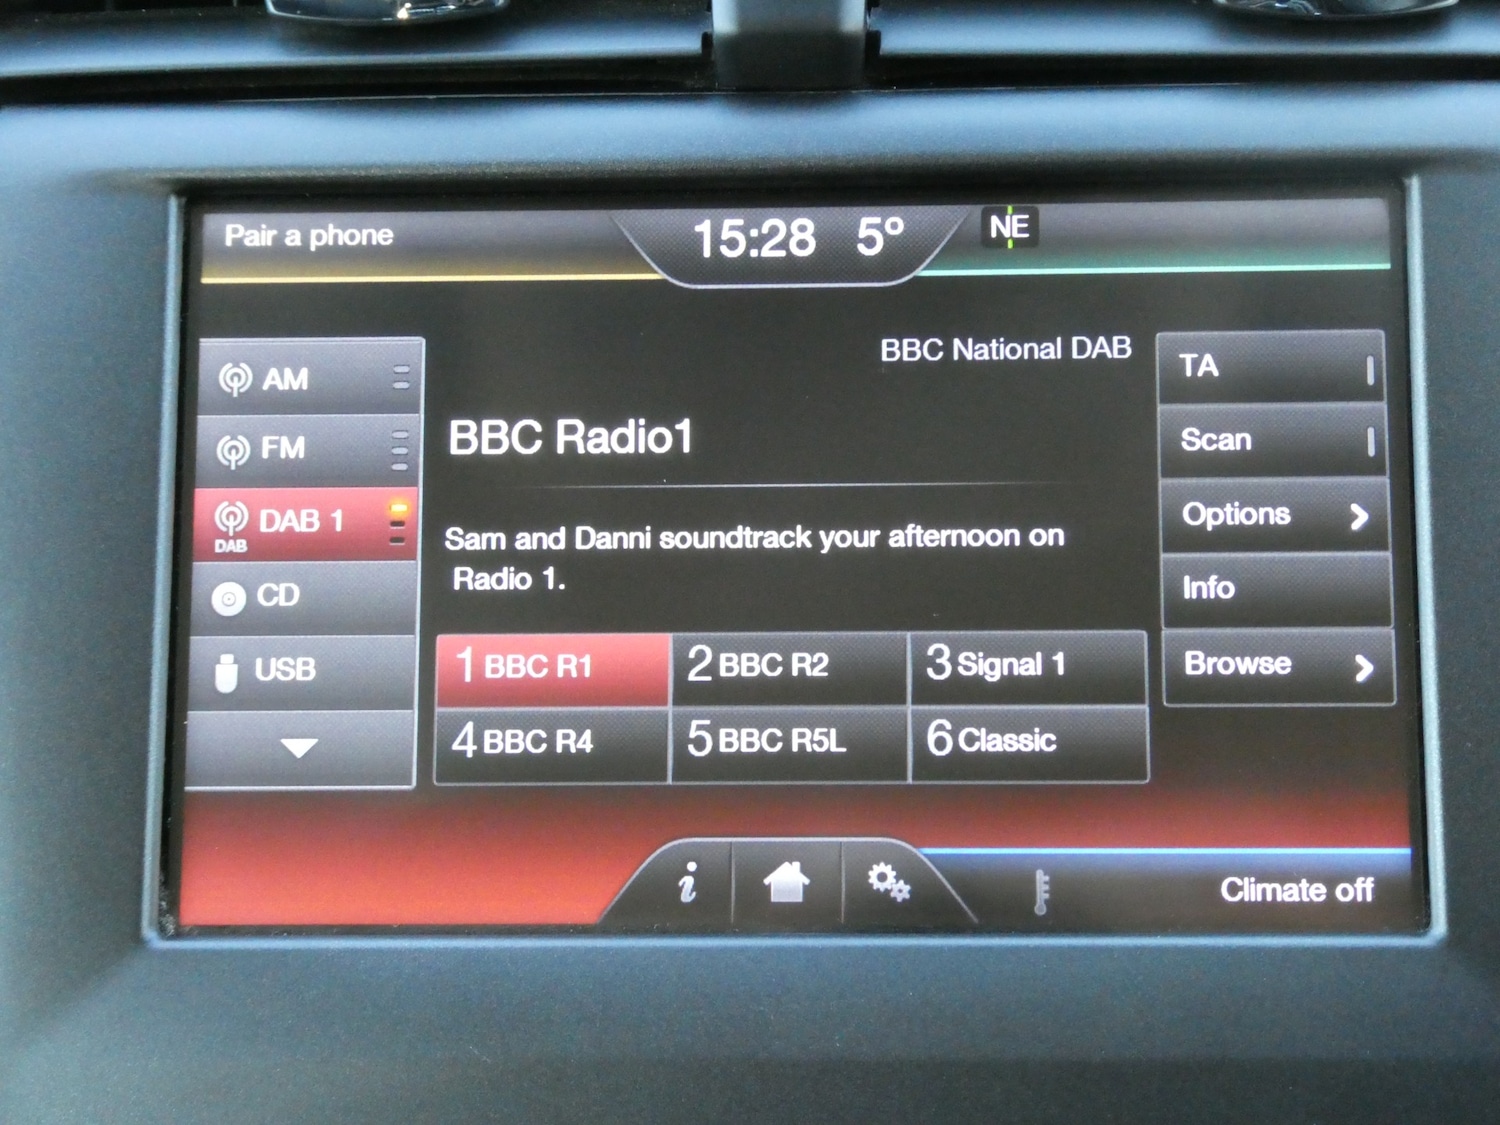 Pair a phone
15:28 5°
NE
BBC National DAB
AM
FM
DAB 1
DAB
CD
USB
BBC Radio1
Sam and Danni soundtrack your afternoon on
Radio 1.
1 BBC R1
2 BBC R2
3 Signal 1
4 BBC R4
5 BBC R5L
6 Classic
TA
Scan
Options
Info
Browse
i
Climate off